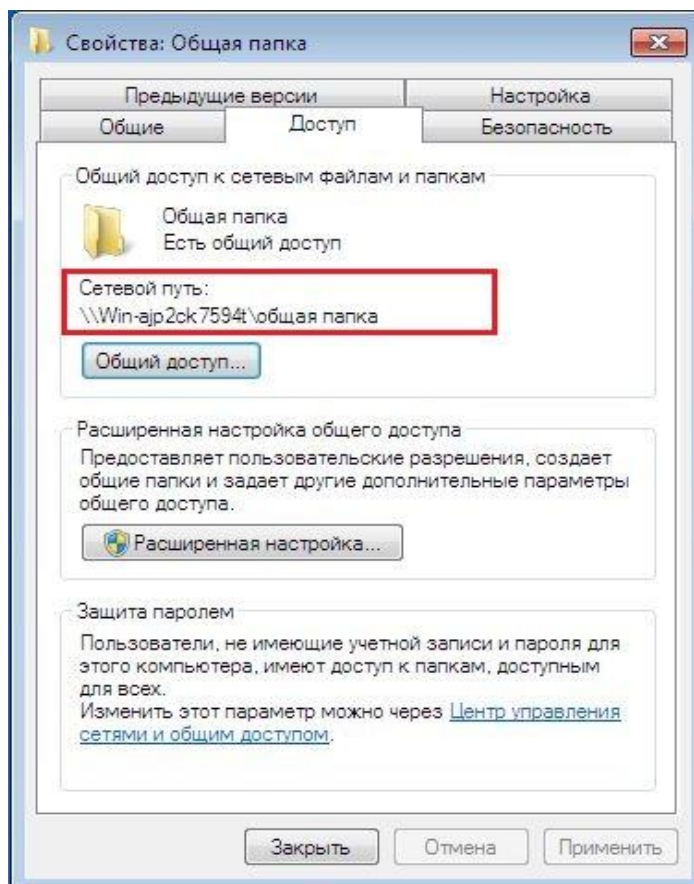 Свойства: Общая папка
Предыдущие версии
Настройка
Общие
Доступ
Безопасность
Общий доступ к сетевым файлам и папкам
Общая папка
Есть общий доступ
Сетевой путь:
\\Win-ajp2ck7594t\общая папка
Общий доступ...
Расширенная настройка общего доступа
Предоставляет пользовательские разрешения, создает
общие папки и задает другие дополнительные параметры
общего доступа.
Расширенная настройка...
Защита паролем
Пользователи, не имеющие учетной записи и пароля для
этого компьютера, имеют доступ к папкам, доступным
для всех.
Изменить этот параметр можно через Центр управления
сетями и общим доступом.
Закрыть
Отмена
Применить